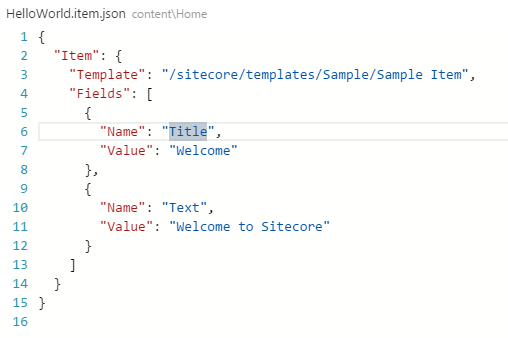 HelloWorld.item.json content\Home
1 {
2   "Item": {
3     "Template": "/sitecore/templates/Sample/Sample Item",
4     "Fields": [
5       {
6         "Name": "Title",
7         "Value": "Welcome"
8       },
9       {
10         "Name": "Text",
11         "Value": "Welcome to Sitecore"
12       }
13     ]
14   }
15 }
16